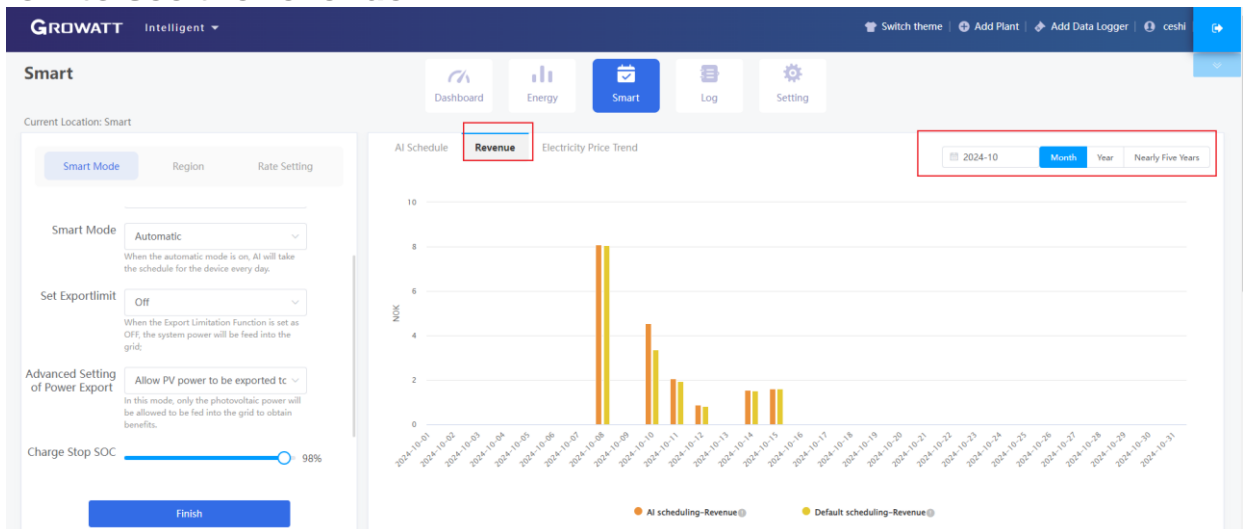 GROWATT Intelligent
Switch theme | Add Plant | Add Data Logger | ceshi
Smart
Dashboard Energy Smart Log Setting
Current Location: Smart
Smart Mode Region Rate Setting
Smart Mode
Automatic
When the automatic mode is on, AI will take
the schedule for the device every day.
Set Exportlimit
Off
When the Export Limitation Function is set as
OFF, the system power will be feed into the
grid;
Advanced Setting
of Power Export
Allow PV power to be exported tc
In this mode, only the photovoltaic power will
be allowed to be fed into the grid to obtain
benefits.
Charge Stop SOC
98%
Finish
AI Schedule Revenue Electricity Price Trend
2024-10 Month Year Nearly Five Years
10
8
6
4
2
0
NOK
2024-10-01 2024-10-02 2024-10-03 2024-10-04 2024-10-05 2024-10-06 2024-10-07 2024-10-08 2024-10-09 2024-10-10 2024-10-11 2024-10-12 2024-10-13 2024-10-14 2024-10-15 2024-10-16 2024-10-17 2024-10-18 2024-10-19 2024-10-20 2024-10-21 2024-10-22 2024-10-23 2024-10-24 2024-10-25 2024-10-26 2024-10-27 2024-10-28 2024-10-29 2024-10-30 2024-10-31
AI scheduling-Revenue Default scheduling-Revenue